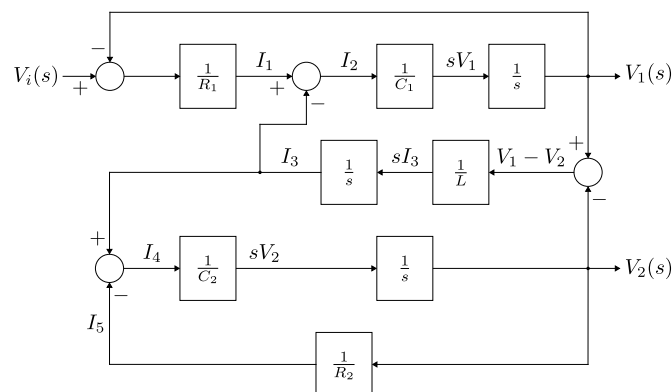 −
V_i(s) + 1/R_1 I_1 + − I_2 1/C_1 sV_1 1/s V_1(s)
I_3 1/s sI_3 1/L V_1 − V_2 + −
+ − I_4 1/C_2 sV_2 1/s V_2(s)
I_5 1/R_2